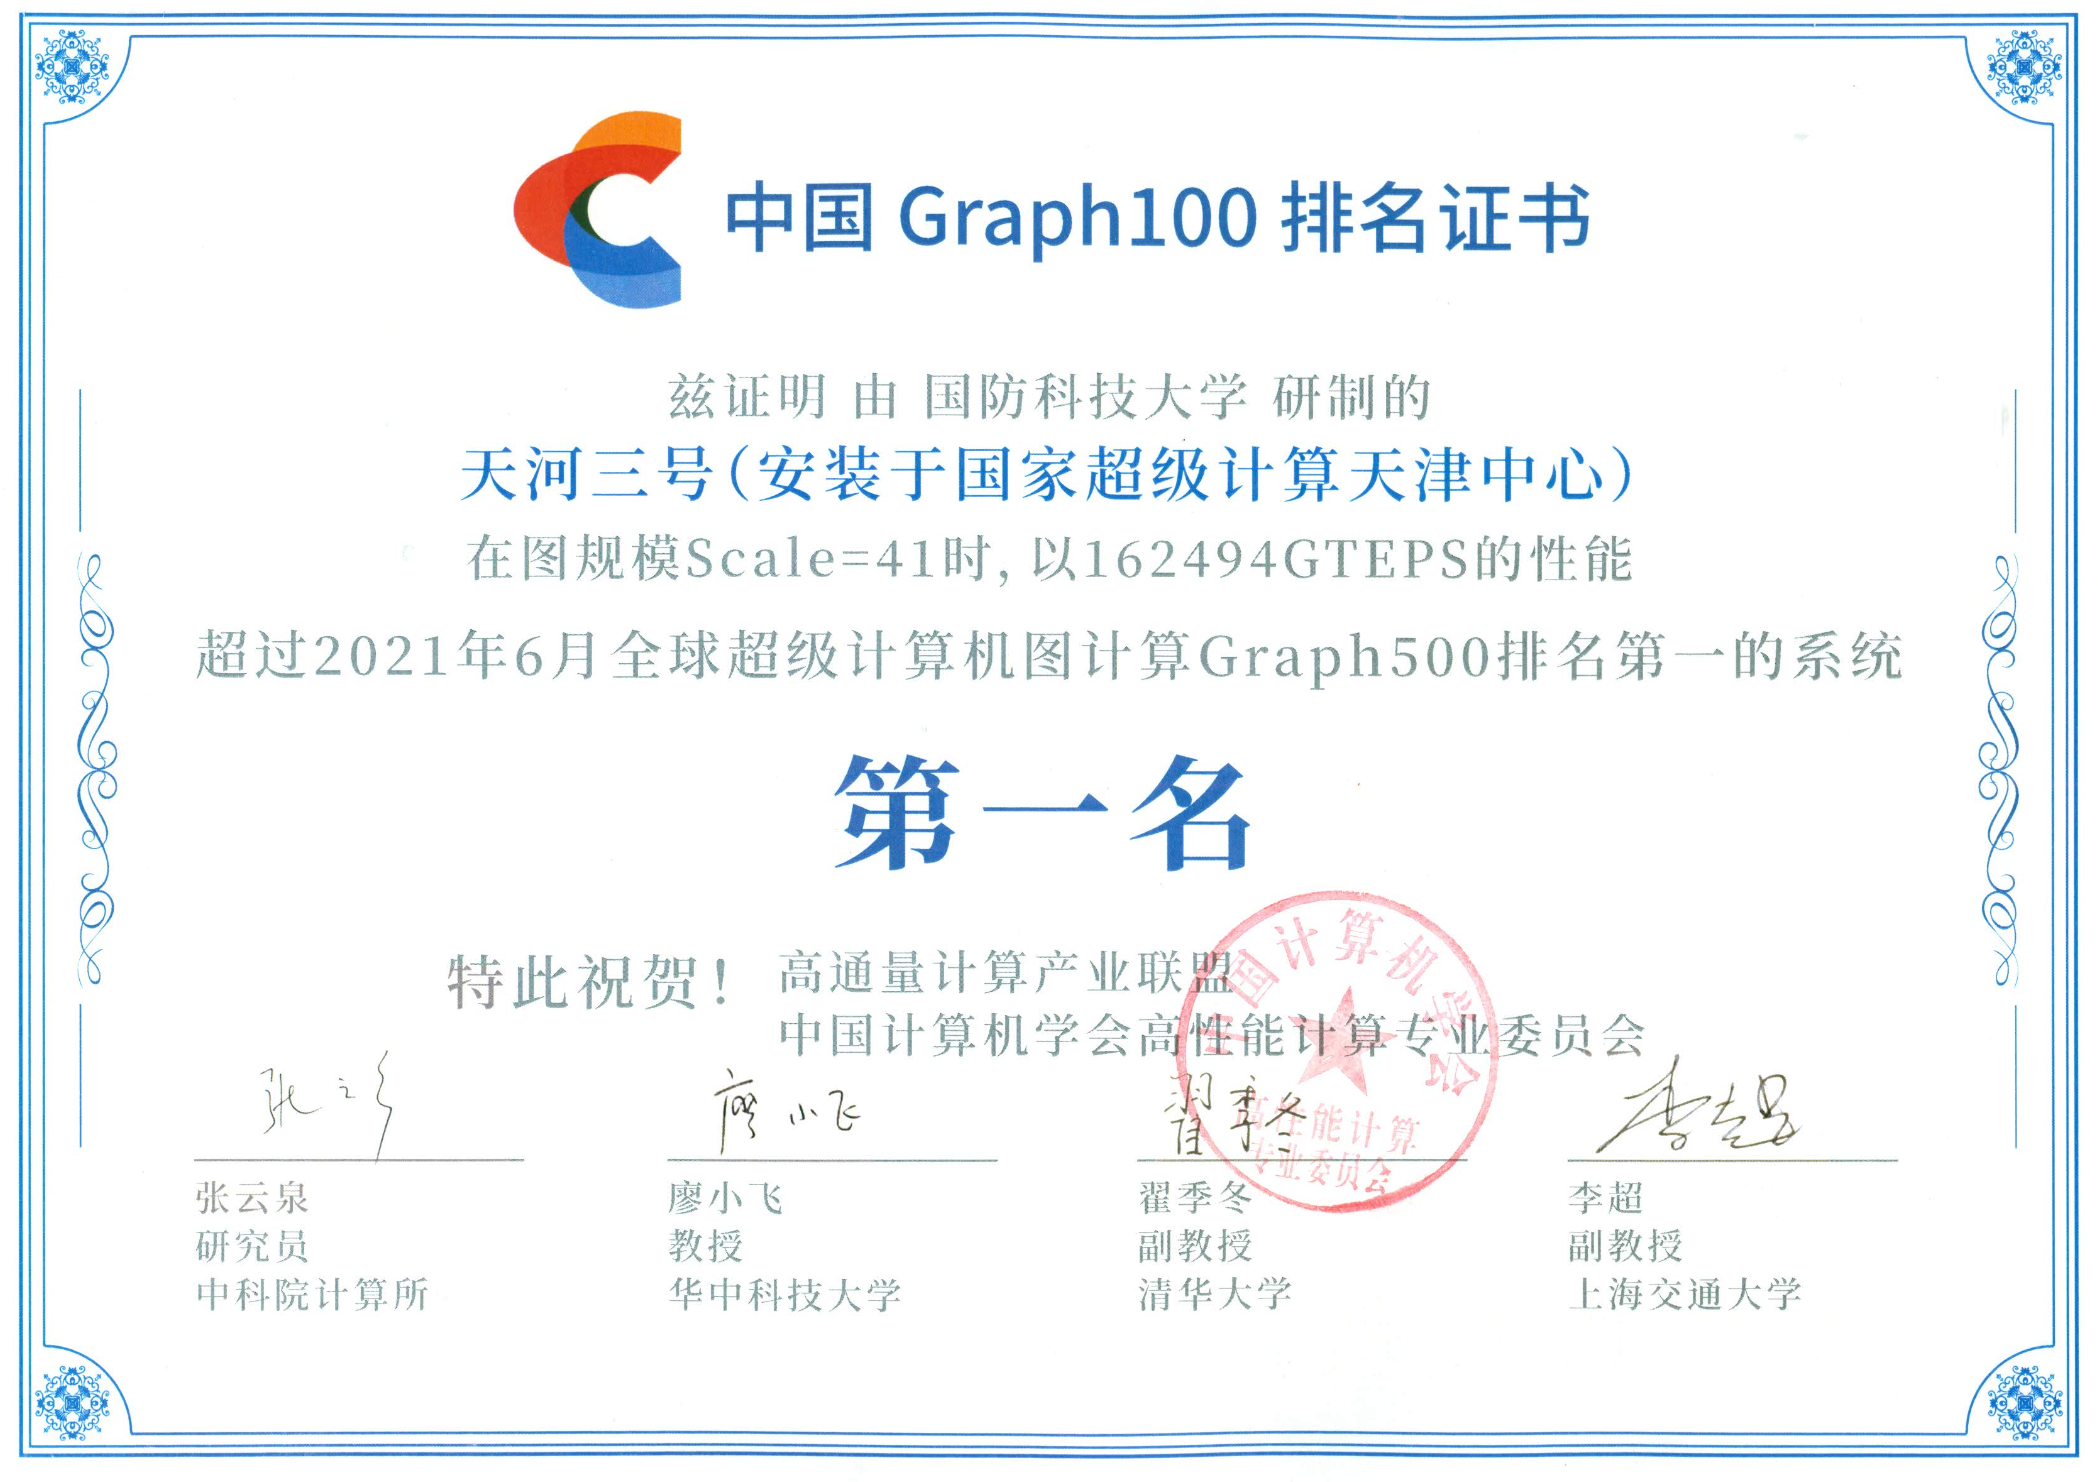 中国 Graph100 排名证书
兹证明 由 国防科技大学 研制的
天河三号(安装于国家超级计算天津中心)
在图规模Scale=41时, 以162494GTEPS的性能
超过2021年6月全球超级计算机图计算Graph500排名第一的系统
第一名
特此祝贺!
高通量计算产业联盟
中国计算机学会高性能计算专业委员会
中国计算机学会
高性能计算
专业委员会
张云泉
廖小飞
翟季冬
李超
张云泉
研究员
中科院计算所
廖小飞
教授
华中科技大学
翟季冬
副教授
清华大学
李超
副教授
上海交通大学